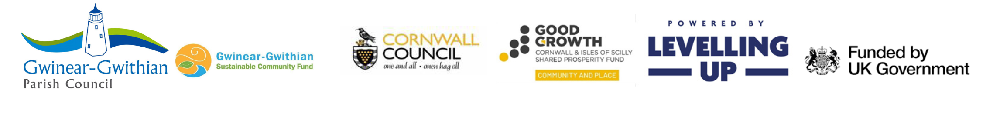 Gwinear-Gwithian
Parish Council
Gwinear-Gwithian
Sustainable Community Fund
CORNWALL
COUNCIL
one and all • onen hag oll
GOOD
GROWTH
CORNWALL & ISLES OF SCILLY
SHARED PROSPERITY FUND
COMMUNITY AND PLACE
POWERED BY
LEVELLING
UP
Funded by
UK Government